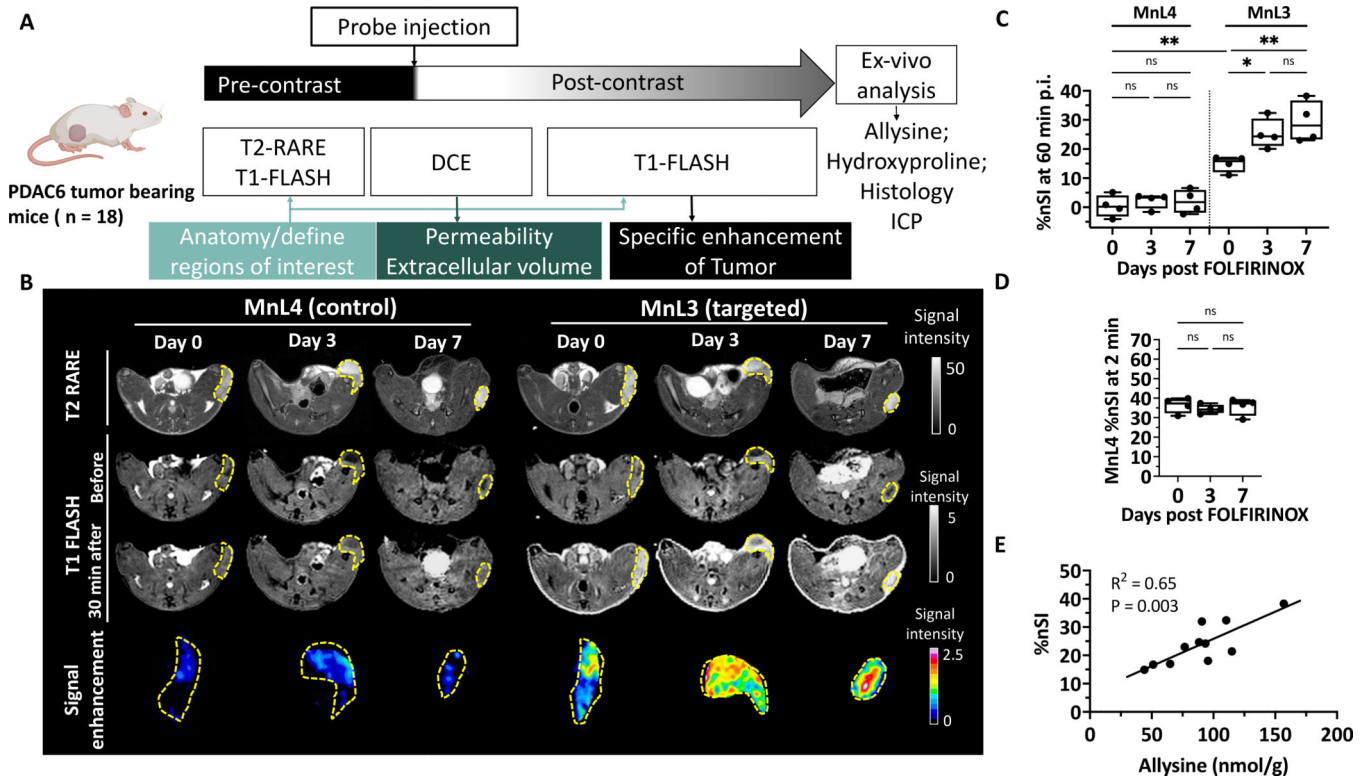 A
Probe injection
Pre-contrast
Post-contrast
Ex-vivo
analysis
T2-RARE
T1-FLASH
DCE
T1-FLASH
Allysine;
Hydroxyproline;
Histology
ICP
PDAC6 tumor bearing
mice ( n = 18)
Anatomy/define
regions of interest
Permeability
Extracellular volume
Specific enhancement
of Tumor
B
MnL4 (control)
MnL3 (targeted)
Day 0
Day 3
Day 7
Day 0
Day 3
Day 7
Signal
intensity
T2 RARE
50
0
T1 FLASH
Before
30 min after
Signal
intensity
5
0
Signal
enhancement
Signal
intensity
2.5
0
C
MnL4
MnL3
**
**
ns
*
ns
ns
ns
%nSI at 60 min p.i.
40
30
20
10
0
0
3
7
0
3
7
Days post FOLFIRINOX
D
ns
ns
ns
MnL4 %nSI at 2 min
70
60
50
40
30
20
10
0
0
3
7
Days post FOLFIRINOX
E
R2 = 0.65
P = 0.003
%nSI
50
40
30
20
10
0
0
50
100
150
200
Allysine (nmol/g)